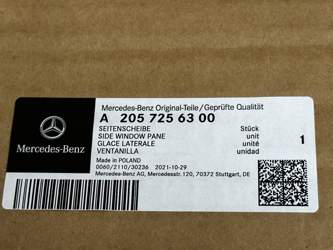 Mercedes-Benz Original-Teile/Geprüfte Qualität
A 205 725 63 00
SEITENSCHEIBE Stück
SIDE WINDOW PANE unit
GLACE LATERALE unité
VENTANILLA unidad
1
Made in POLAND
0060/2110/30236 2021-10-29
Mercedes-Benz AG, Mercedesstr. 120, 70372 Stuttgart, DE
Mercedes-Benz